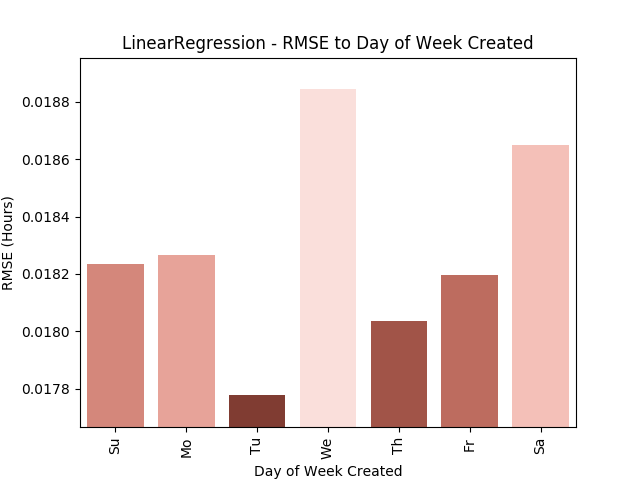 LinearRegression - RMSE to Day of Week Created
0.0188
0.0186
0.0184
0.0182
0.0180
0.0178
RMSE (Hours)
Su Mo Tu We Th Fr Sa
Day of Week Created